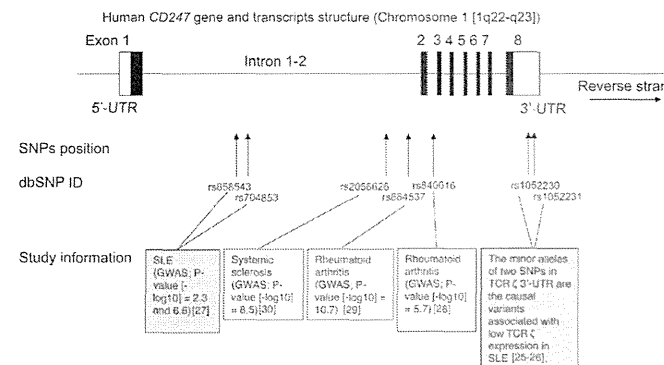 Human CD247 gene and transcripts structure (Chromosome 1 [1q22-q23])
Exon 1
2 3 4 5 6 7 8
Intron 1-2
Reverse stran
5'-UTR
3'-UTR
SNPs position
dbSNP ID
rs858543
rs704853
rs2056626
rs864537
rs840016
rs1052230
rs1052231
Study information
SLE
(GWAS; P-
value [-
log10] = 2.3
and 6.6)[27]
Systemic
sclerosis
(GWAS; P-
value [-log10]
= 8.5)[30]
Rheumatoid
arthritis
(GWAS, P-
value [-log10] =
10.7) [29]
Rheumatoid
arthritis
(GWAS; P-
value [-log10]
= 5.7) [28]
The minor alleles
of two SNPs in
TCR ζ 3'-UTR are
the causal
variants
associated with
low TCR ζ
expression in
SLE [25-26].